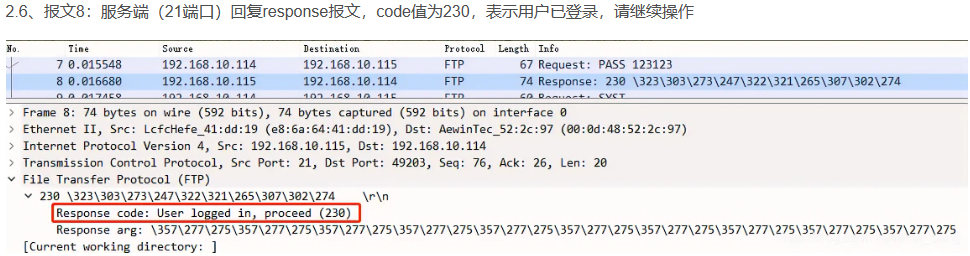 2.6、报文8：服务端（21端口）回复response报文，code值为230，表示用户已登录，请继续操作
No. Time Source Destination Protocol Length Info
7 0.015548 192.168.10.114 192.168.10.115 FTP 67 Request: PASS 123123
8 0.016680 192.168.10.115 192.168.10.114 FTP 74 Response: 230 \323\303\273\247\322\321\265\307\302\274
9 0.017458 192.168.10.114 192.168.10.115 FTP 60 Request: SYST
Frame 8: 74 bytes on wire (592 bits), 74 bytes captured (592 bits) on interface 0
Ethernet II, Src: LcfcHefe_41:dd:19 (e8:6a:64:41:dd:19), Dst: AewinTec_52:2c:97 (00:0d:48:52:2c:97)
Internet Protocol Version 4, Src: 192.168.10.115, Dst: 192.168.10.114
Transmission Control Protocol, Src Port: 21, Dst Port: 49203, Seq: 76, Ack: 26, Len: 20
File Transfer Protocol (FTP)
230 \323\303\273\247\322\321\265\307\302\274 \r\n
Response code: User logged in, proceed (230)
Response arg: \357\277\275\357\277\275\357\277\275\357\277\275\357\277\275\357\277\275\357\277\275\357\277\275\357\277\275\357\277\275
[Current working directory: ]